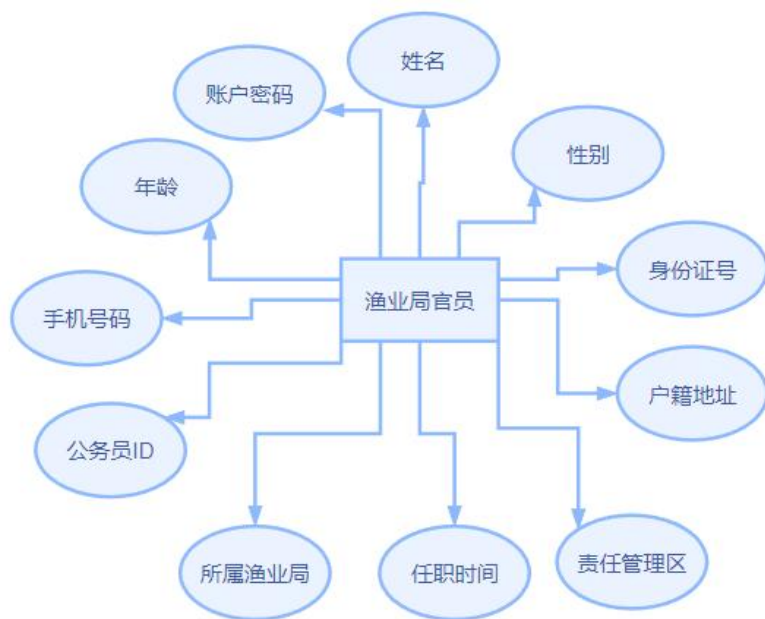 姓名
账户密码
性别
年龄
身份证号
渔业局官员
手机号码
户籍地址
公务员ID
所属渔业局
任职时间
责任管理区